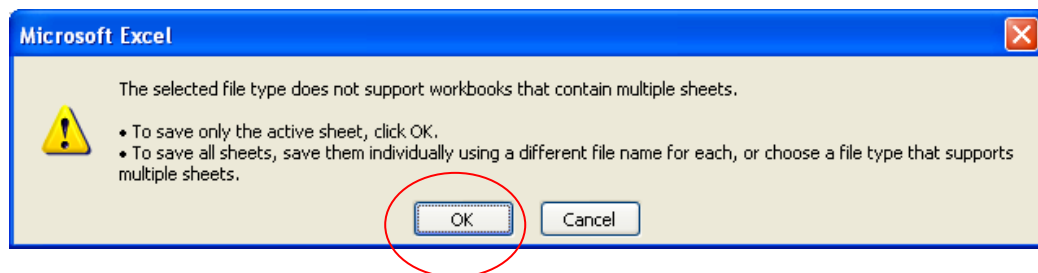 Microsoft Excel
The selected file type does not support workbooks that contain multiple sheets.
• To save only the active sheet, click OK.
• To save all sheets, save them individually using a different file name for each, or choose a file type that supports
multiple sheets.
OK Cancel